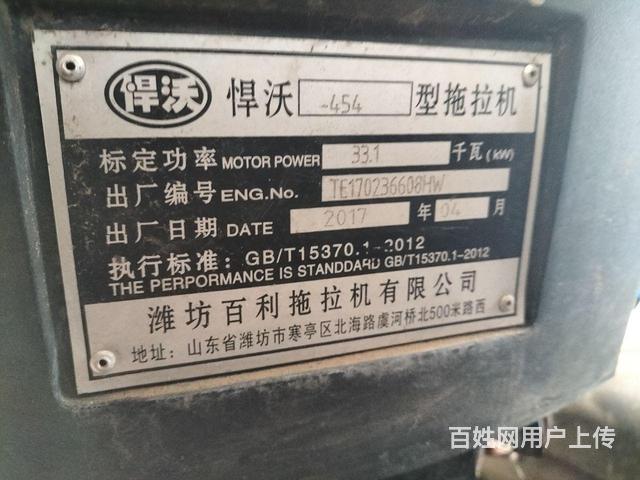 悍沃 悍沃 -454 型拖拉机
标定功率 MOTOR POWER 33.1 千瓦(kW)
出厂编号 ENG.No. TE170236608HW
出厂日期 DATE 2017 年 04 月
执行标准: GB/T15370.1-2012
THE PERPORMANCE IS STANDDARD GB/T15370.1-2012
潍坊百利拖拉机有限公司
地址: 山东省潍坊市寒亭区北海路虞河桥北500米路西
百姓网用户上传